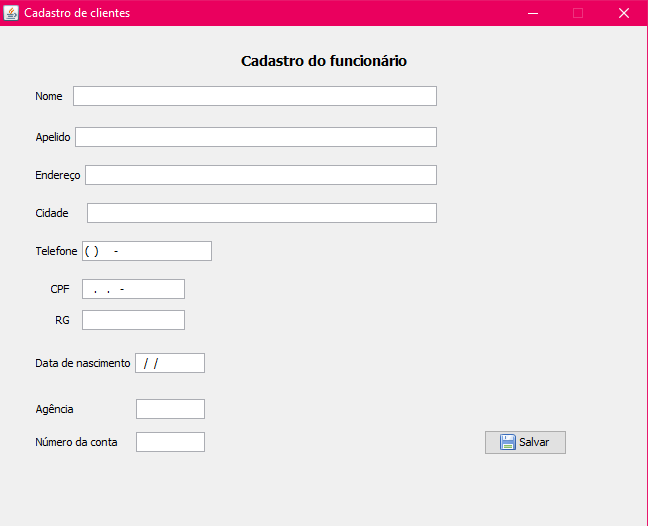 Cadastro de clientes
Cadastro do funcionário
Nome
Apelido
Endereço
Cidade
Telefone ( ) -
CPF . . -
RG
Data de nascimento / /
Agência
Número da conta
Salvar